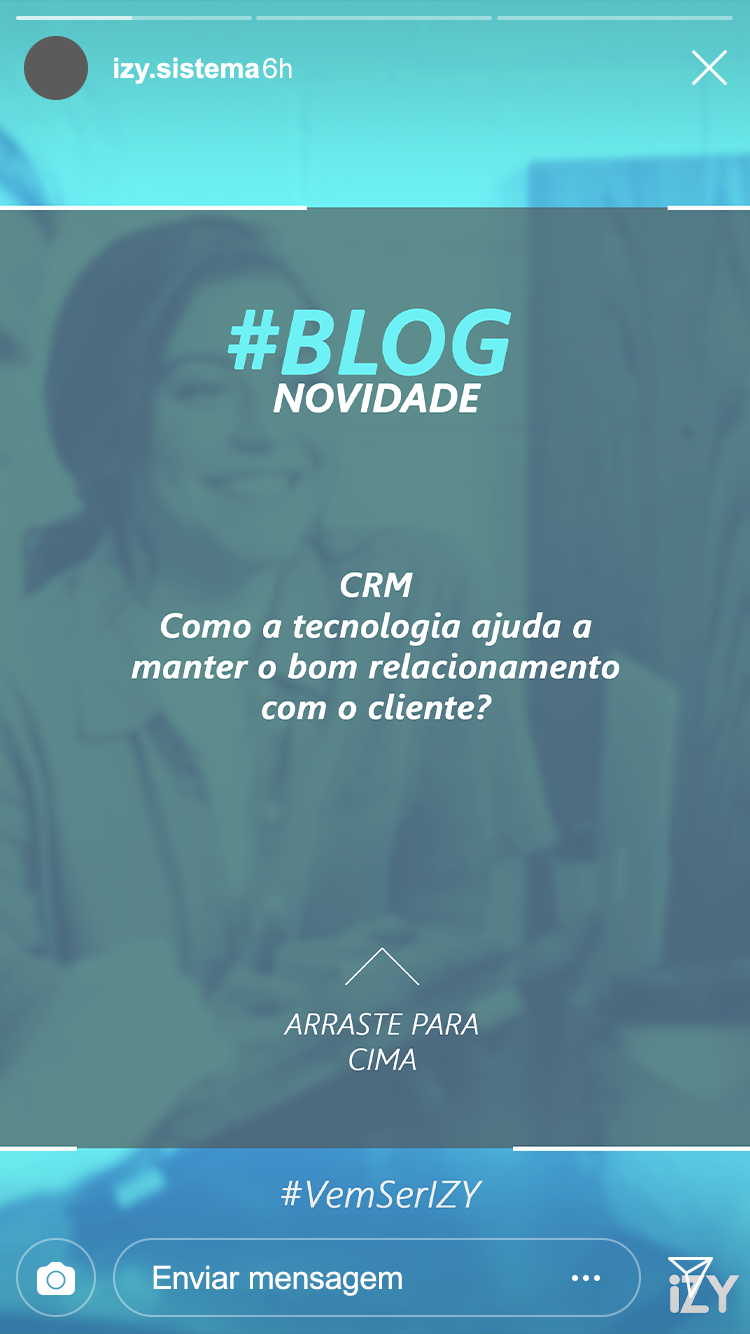 izy.sistema 6h
#BLOG
NOVIDADE
CRM
Como a tecnologia ajuda a
manter o bom relacionamento
com o cliente?
ARRASTE PARA
CIMA
#VemSerIZY
Enviar mensagem
iZY